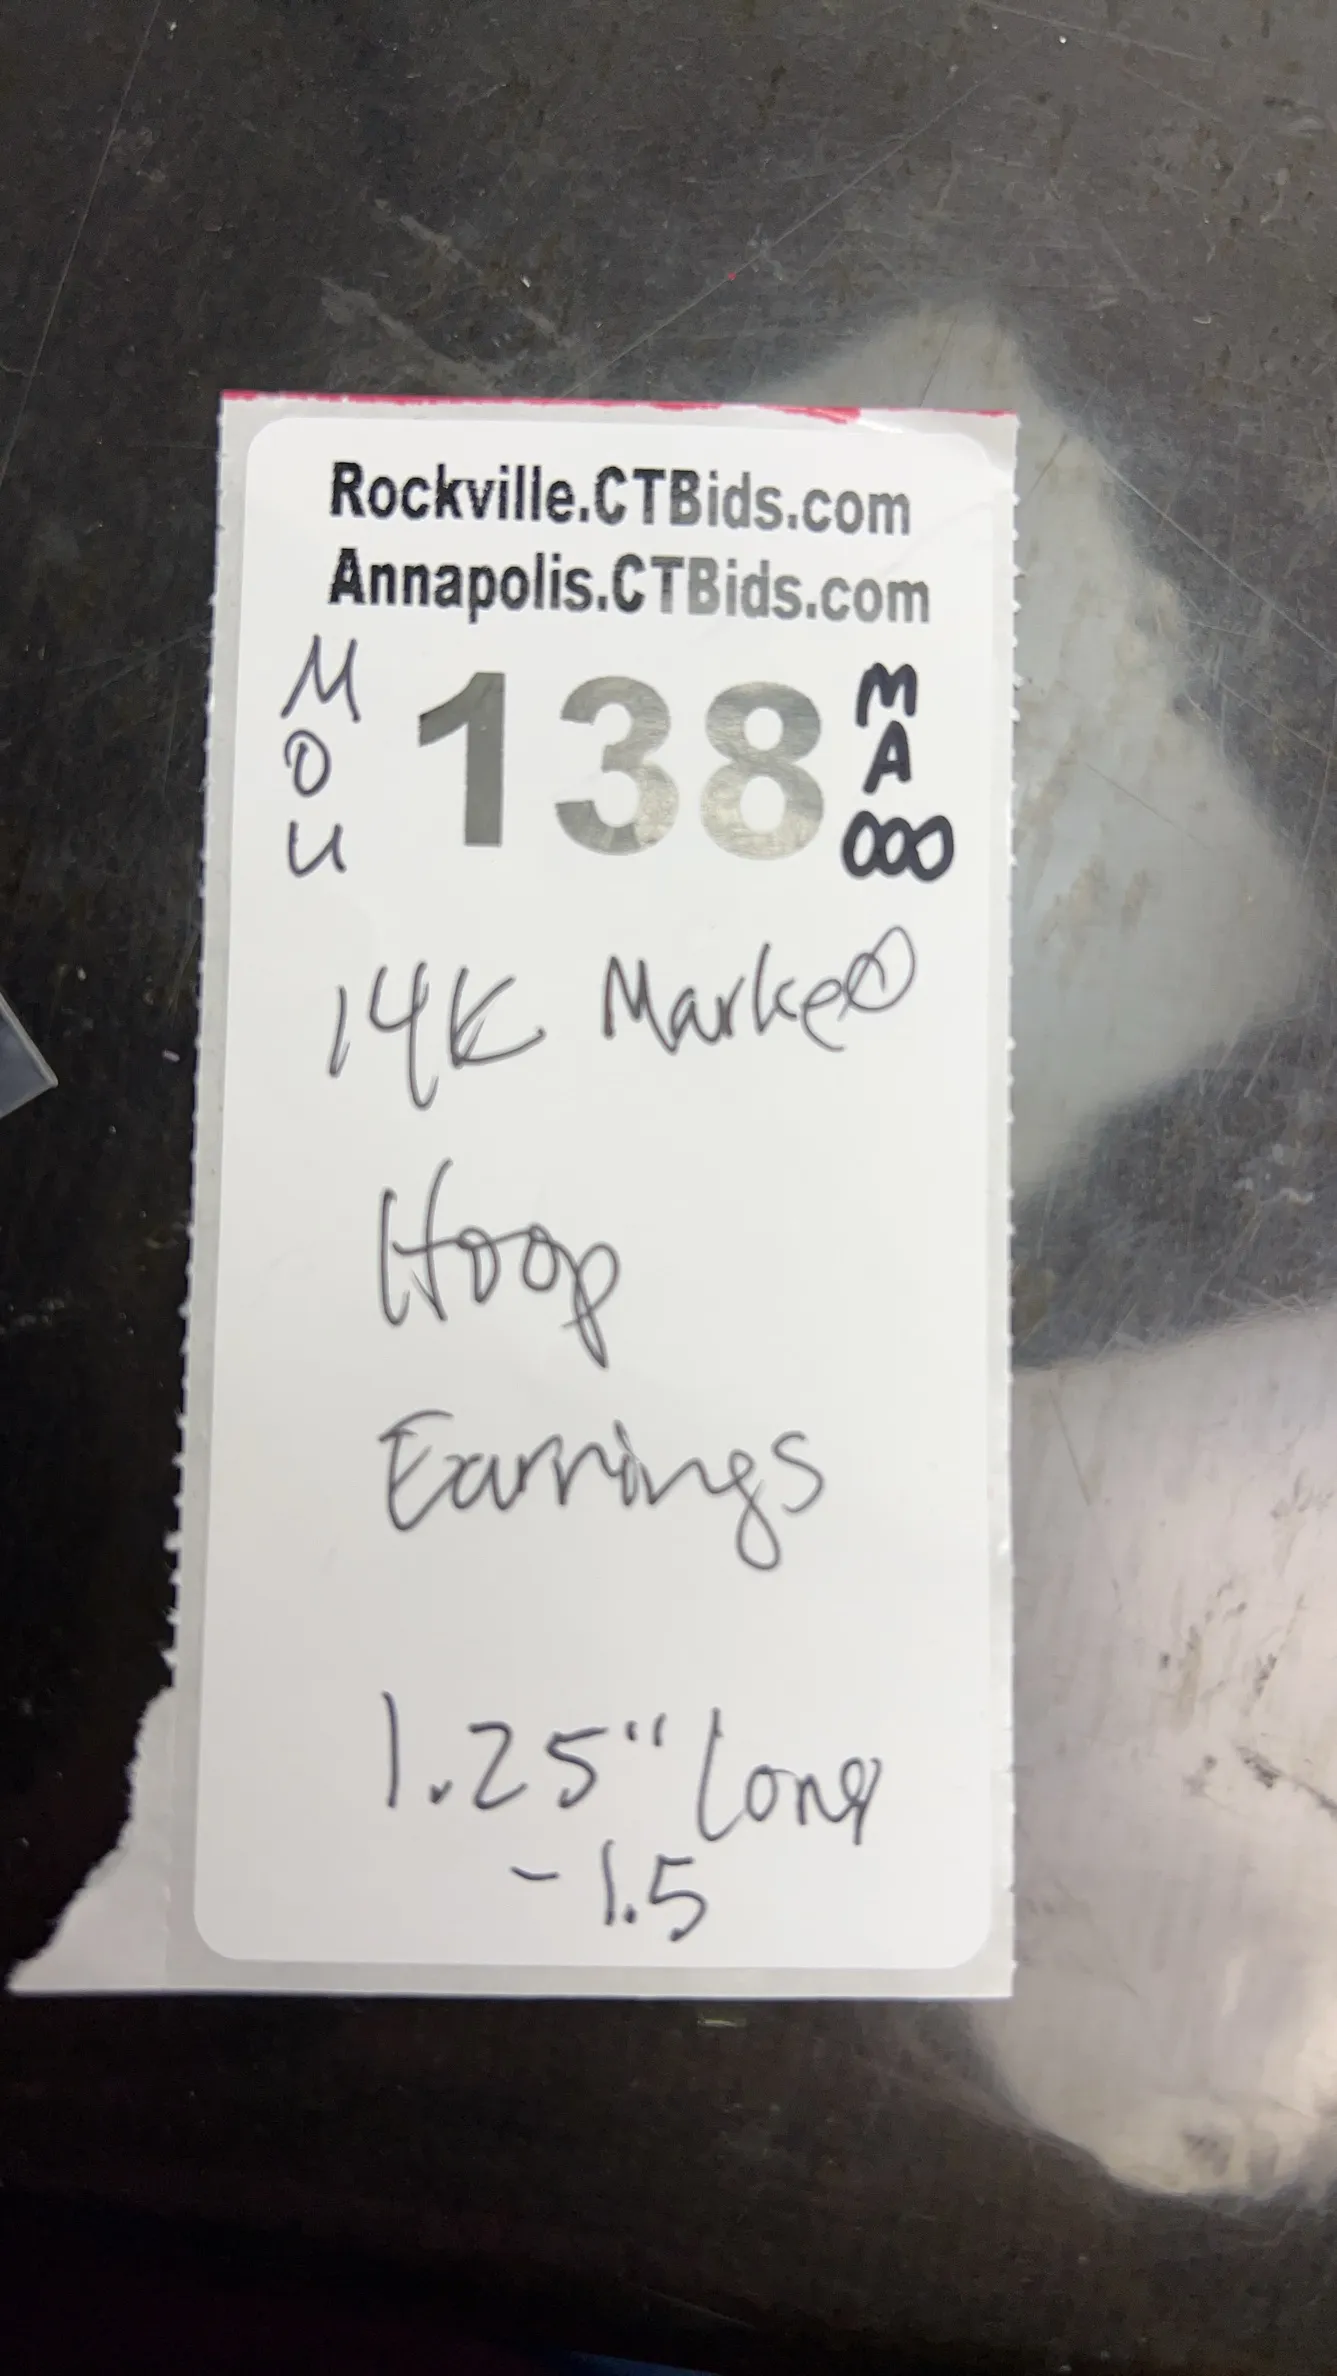 Rockville.CTBids.com
Annapolis.CTBids.com
M
O
U
138
M
A
000
14K Marked
Hoop
Earrings
1.25" Long
- 1.5